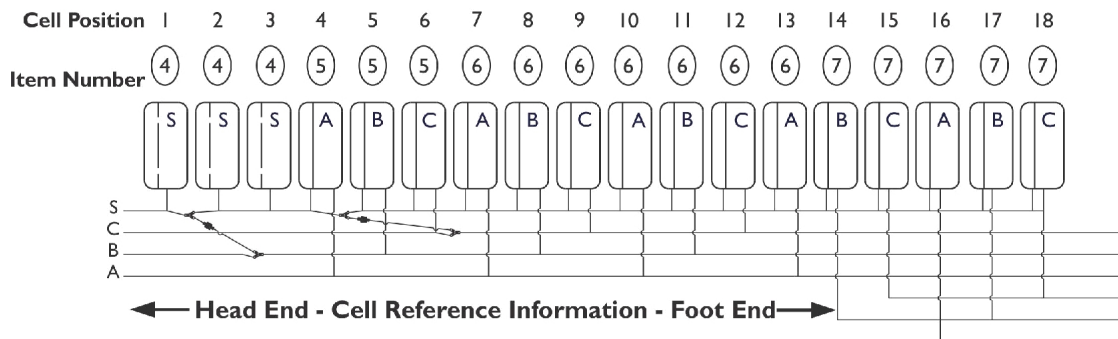 Cell Position 1 2 3 4 5 6 7 8 9 10 11 12 13 14 15 16 17 18
Item Number 4 4 4 5 5 5 6 6 6 6 6 6 6 7 7 7 7 7
S S S A B C A B C A B C A B C A B C
S
C
B
A
Head End - Cell Reference Information - Foot End